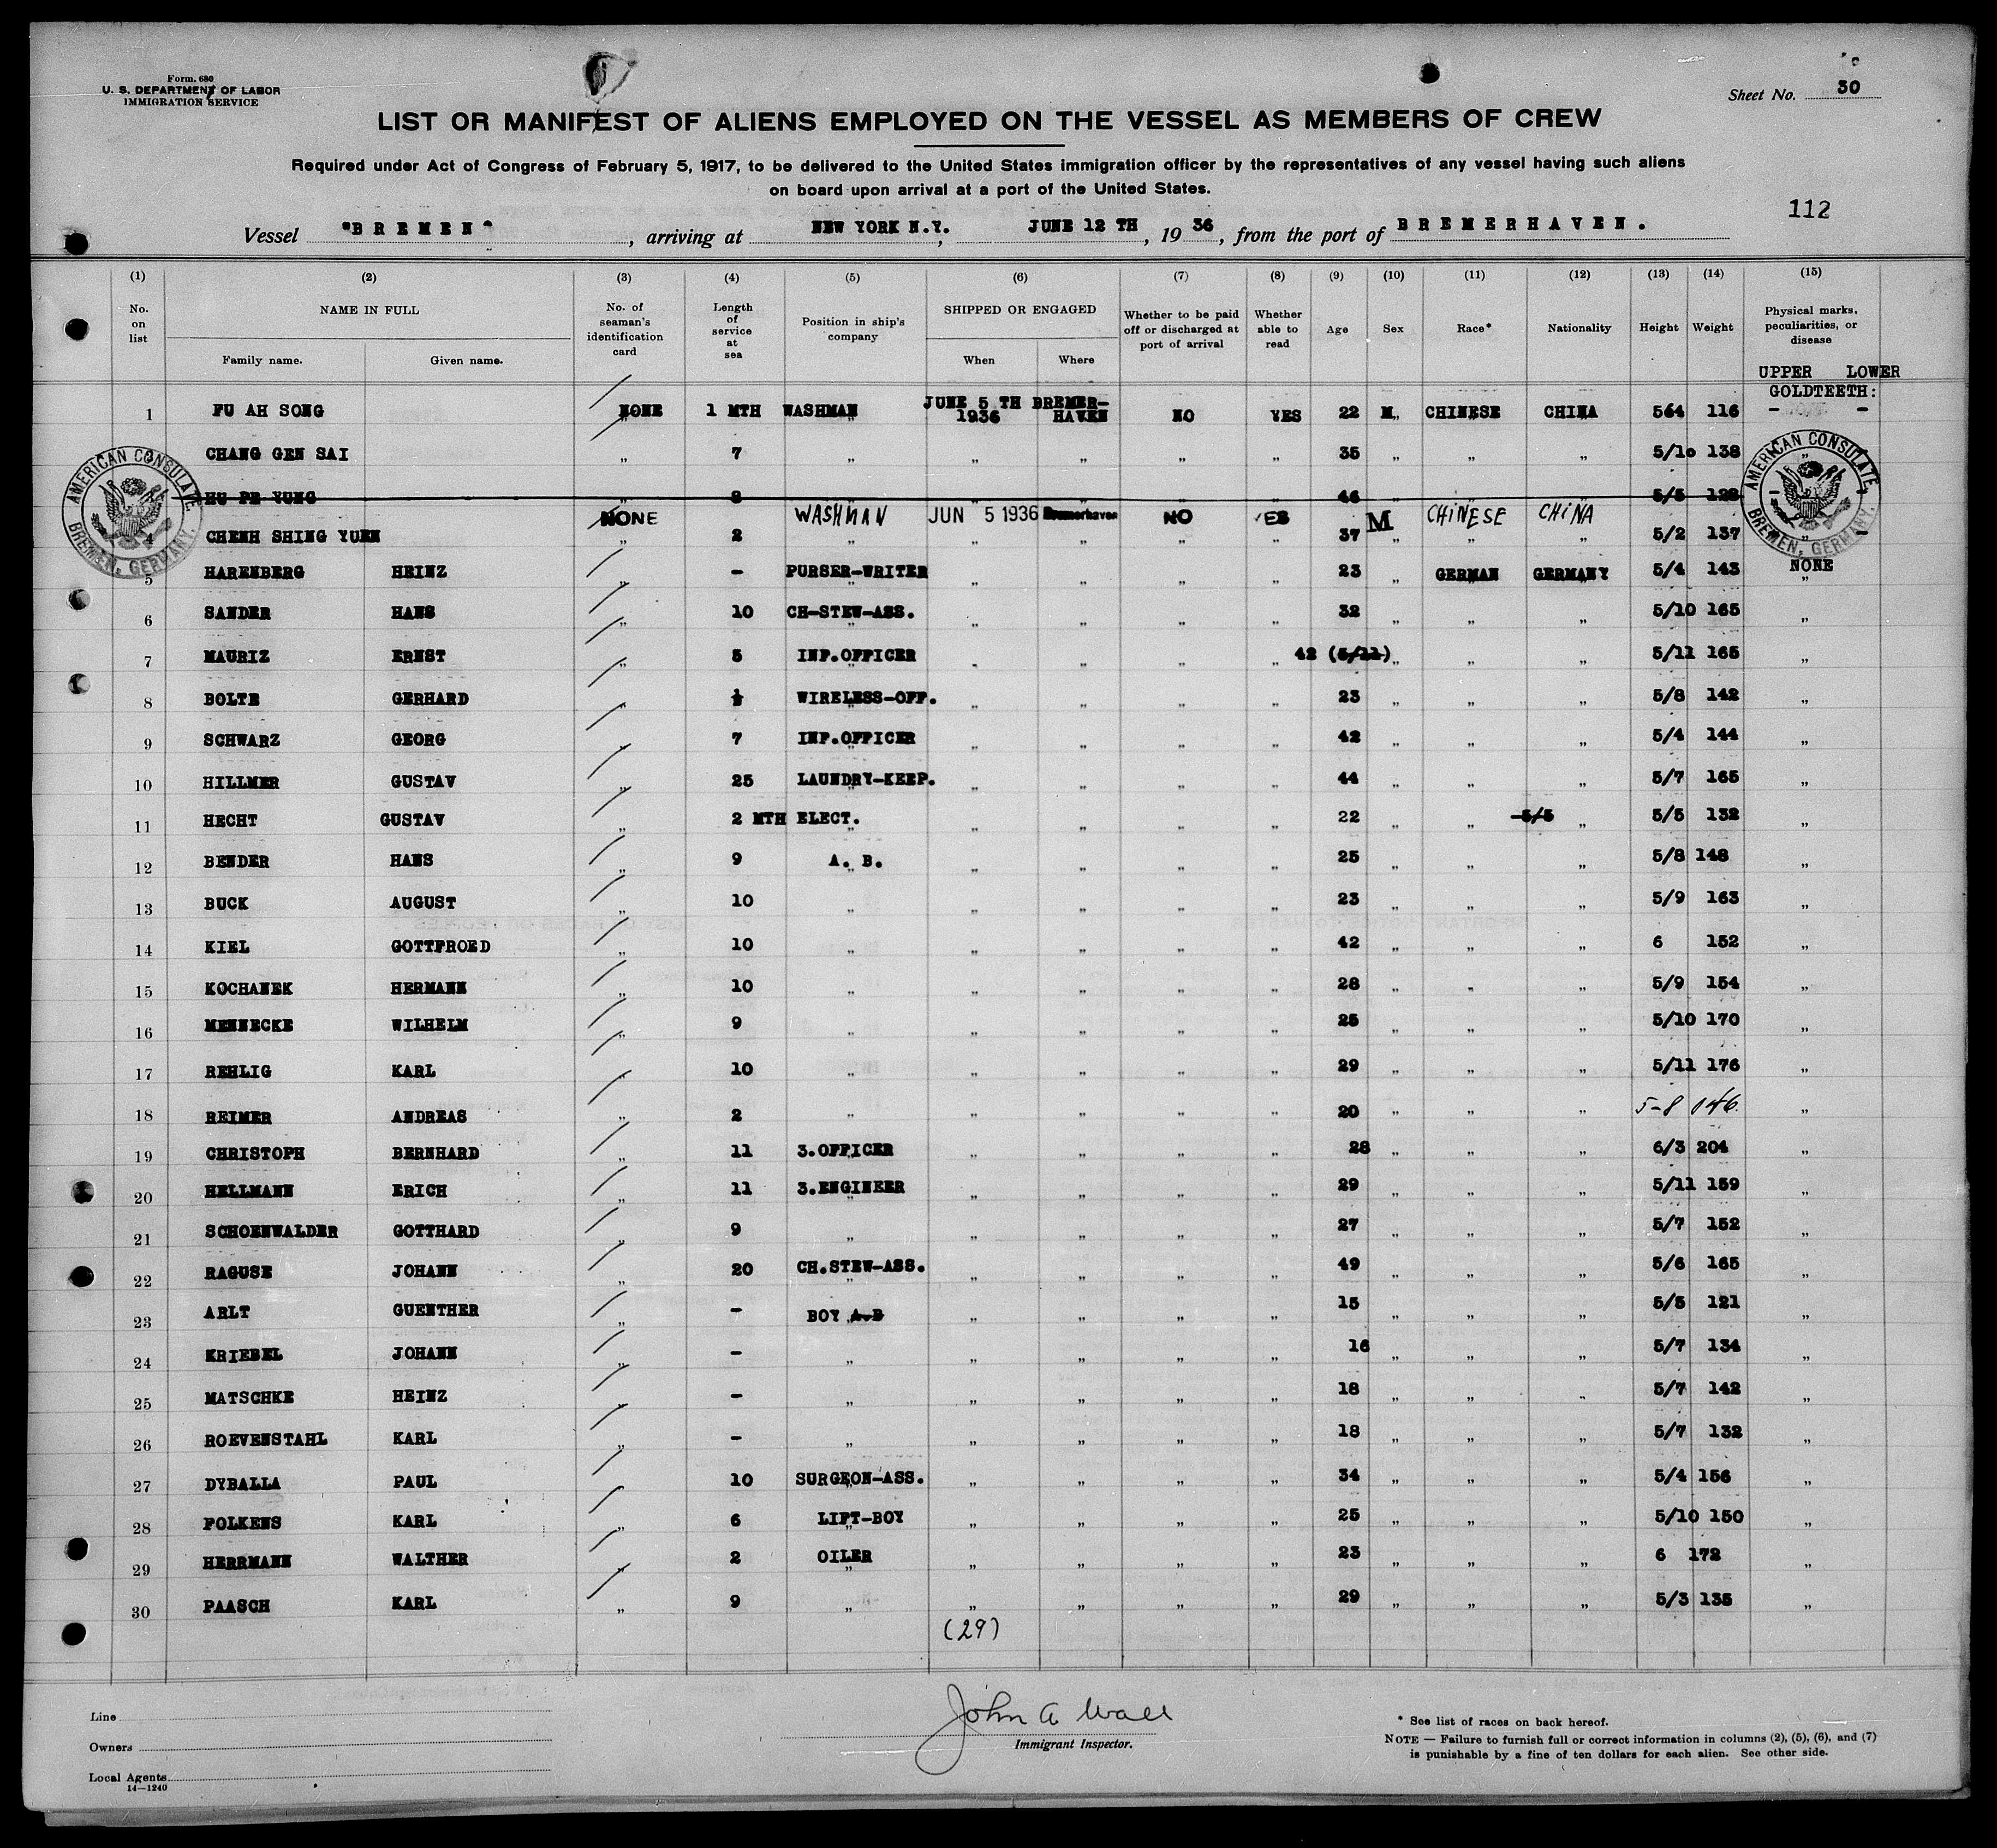 Form. 680
U. S. DEPARTMENT OF LABOR
IMMIGRATION SERVICE
Sheet No. 30
LIST OR MANIFEST OF ALIENS EMPLOYED ON THE VESSEL AS MEMBERS OF CREW
Required under Act of Congress of February 5, 1917, to be delivered to the United States immigration officer by the representatives of any vessel having such aliens
on board upon arrival at a port of the United States.
112
Vessel "BREMEN", arriving at NEW YORK N.Y., JUNE 12 TH, 1936, from the port of BREMERHAVEN.
(1) (2) (3) (4) (5) (6) (7) (8) (9) (10) (11) (12) (13) (14) (15)
No. on list NAME IN FULL Family name. Given name. No. of seaman's identification card Length of service at sea Position in ship's company SHIPPED OR ENGAGED When Where Whether to be paid off or discharged at port of arrival Whether able to read Age Sex Race* Nationality Height Weight Physical marks, peculiarities, or disease
UPPER LOWER
GOLDTEETH:
1 FU AH SONG NONE 1 MTH WASHMAN JUNE 5 TH 1936 BREMER-HAVEN NO YES 22 M. CHINESE CHINA 564 116 - -
CHANG GEN SAI „ 7 „ „ „ „ „ 35 „ „ „ 5/10 138 „
HU PE YUNG „ 8 „ „ „ „ „ 46 „ „ „ 5/5 128 -
NONE WASHMAN JUN 5 1936 Bremerhaven NO YES M CHINESE CHINA
4 CHENH SHING YUEN „ 2 „ „ „ „ „ 37 „ „ „ 5/2 137 „ -
5 HARENBERG HEINZ - PURSER-WRITER „ „ „ „ 23 „ GERMAN GERMANY 5/4 143 NONE
6 SANDER HANS „ 10 CH-STEW-ASS. „ „ „ „ 32 „ „ „ 5/10 165 „
7 MAURIZ ERNST „ 5 INF.OFFICER „ „ „ „ 42 (5/11) „ „ „ 5/11 165 „
8 BOLTE GERHARD „ ½ WIRELESS-OFF. „ „ „ „ 23 „ „ „ 5/8 142 „
9 SCHWARZ GEORG „ 7 INF.OFFICER „ „ „ „ 42 „ „ „ 5/4 144 „
10 HILLMER GUSTAV „ 25 LAUNDRY-KEEP. „ „ „ „ 44 „ „ „ 5/7 165 „
11 HECHT GUSTAV „ 2 MTH ELECT. „ „ „ „ 22 „ „ -5/5 „ 5/5 132 „
12 BENDER HANS „ 9 A. B. „ „ „ „ 25 „ „ „ 5/8 148 „
13 BUCK AUGUST „ 10 „ „ „ „ „ 23 „ „ „ 5/9 163 „
14 KIEL GOTTFROED „ 10 „ „ „ „ „ 42 „ „ „ 6 152 „
15 KOCHANEK HERMANN „ 10 „ „ „ „ „ 28 „ „ „ 5/9 154 „
16 MENNECKE WILHELM „ 9 „ „ „ „ „ 25 „ „ „ 5/10 170 „
17 REHLIG KARL „ 10 „ „ „ „ „ 29 „ „ „ 5/11 176 „
18 REIMER ANDREAS „ 2 „ „ „ „ „ 20 „ „ „ 5-8 146. „
19 CHRISTOPH BERNHARD „ 11 3.OFFICER „ „ „ „ 28 „ „ „ 6/3 204 „
20 HELLMANN ERICH „ 11 3.ENGINEER „ „ „ „ 29 „ „ „ 5/11 159 „
21 SCHOENWALDER GOTTHARD „ 9 „ „ „ „ „ 27 „ „ „ 5/7 152 „
22 RAGUSE JOHANN „ 20 CH.STEW-ASS. „ „ „ „ 49 „ „ „ 5/6 165 „
23 ARLT GUENTHER „ - BOY A.B „ „ „ „ 15 „ „ „ 5/5 121 „
24 KRIEBEL JOHANN „ - „ „ „ „ „ 16 „ „ „ 5/7 134 „
25 MATSCHKE HEINZ „ - „ „ „ „ „ 18 „ „ „ 5/7 142 „
26 ROEVENSTAHL KARL „ - „ „ „ „ „ 18 „ „ „ 5/7 132 „
27 DYBALLA PAUL „ 10 SURGEON-ASS. „ „ „ „ 34 „ „ „ 5/4 156 „
28 FOLKENS KARL „ 6 LIFT-BOY „ „ „ „ 25 „ „ „ 5/10 150 „
29 HERRMANN WALTHER „ 2 OILER „ „ „ „ 23 „ „ „ 6 172 „
30 PAASCH KARL „ 9 „ „ „ „ „ 29 „ „ „ 5/3 135 „
(29)
AMERICAN CONSULATE BREMEN, GERMANY.
AMERICAN CONSULATE BREMEN, GERMANY.
Line
Owners
Local Agents
14—1240
John A Wall
Immigrant Inspector.
* See list of races on back hereof.
NOTE — Failure to furnish full or correct information in columns (2), (5), (6), and (7)
is punishable by a fine of ten dollars for each alien. See other side.